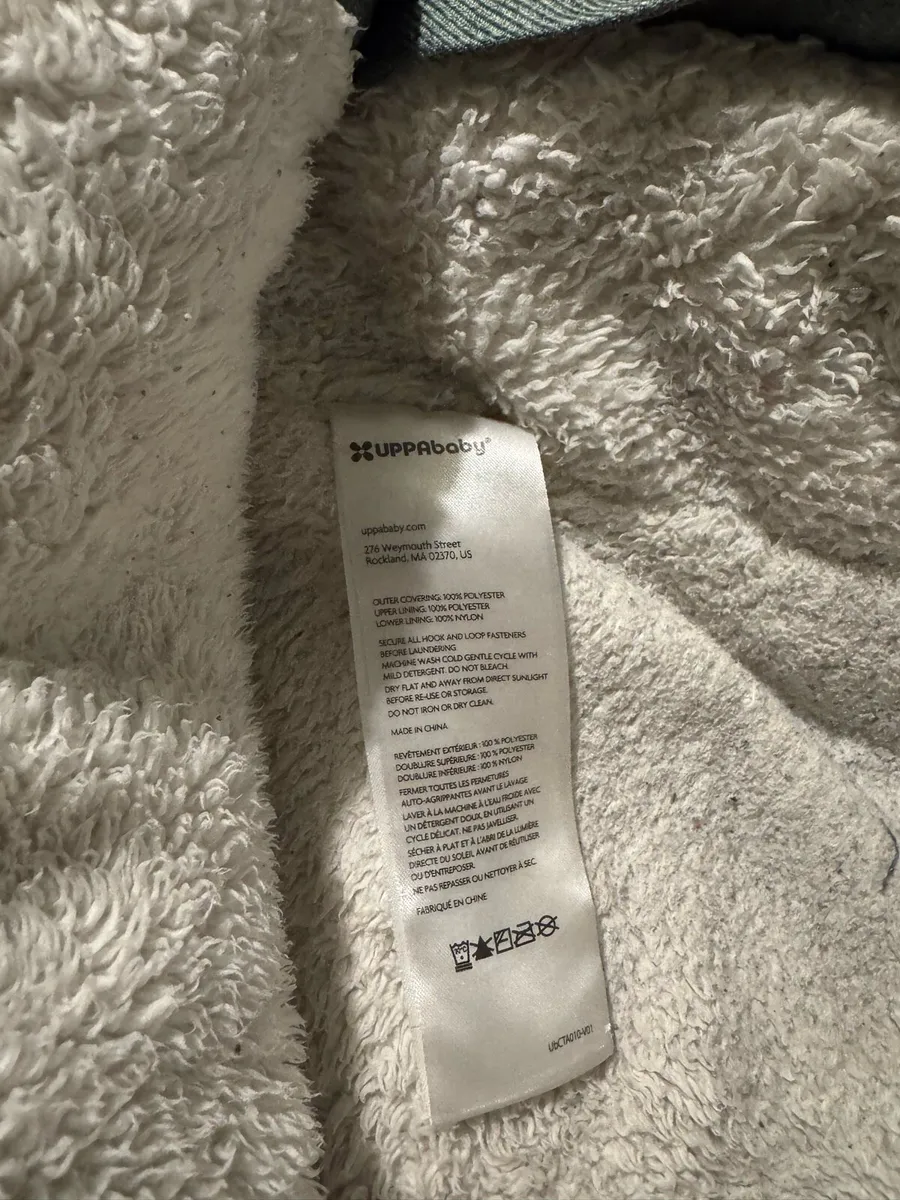 UPPAbaby®
uppababy.com
276 Weymouth Street
Rockland, MA 02370, US
OUTER COVERING: 100% POLYESTER
UPPER LINING: 100% POLYESTER
LOWER LINING: 100% NYLON
SECURE ALL HOOK AND LOOP FASTENERS
BEFORE LAUNDERING
MACHINE WASH COLD GENTLE CYCLE WITH
MILD DETERGENT. DO NOT BLEACH.
DRY FLAT AND AWAY FROM DIRECT SUNLIGHT
BEFORE RE-USE OR STORAGE.
DO NOT IRON OR DRY CLEAN.
MADE IN CHINA
REVÊTEMENT EXTÉRIEUR : 100 % POLYESTER
DOUBLURE SUPÉRIEURE : 100 % POLYESTER
DOUBLURE INFÉRIEURE : 100 % NYLON
FERMER TOUTES LES FERMETURES
AUTO-AGRIPPANTES AVANT LE LAVAGE
LAVER À LA MACHINE À L'EAU FROIDE AVEC
UN DÉTERGENT DOUX, EN UTILISANT UN
CYCLE DÉLICAT. NE PAS JAVELLISER.
SÉCHER À PLAT ET À L'ABRI DE LA LUMIÈRE
DIRECTE DU SOLEIL AVANT DE RÉUTILISER
OU D'ENTREPOSER.
NE PAS REPASSER OU NETTOYER À SEC.
FABRIQUÉ EN CHINE
30°C
UbCTA010-V01